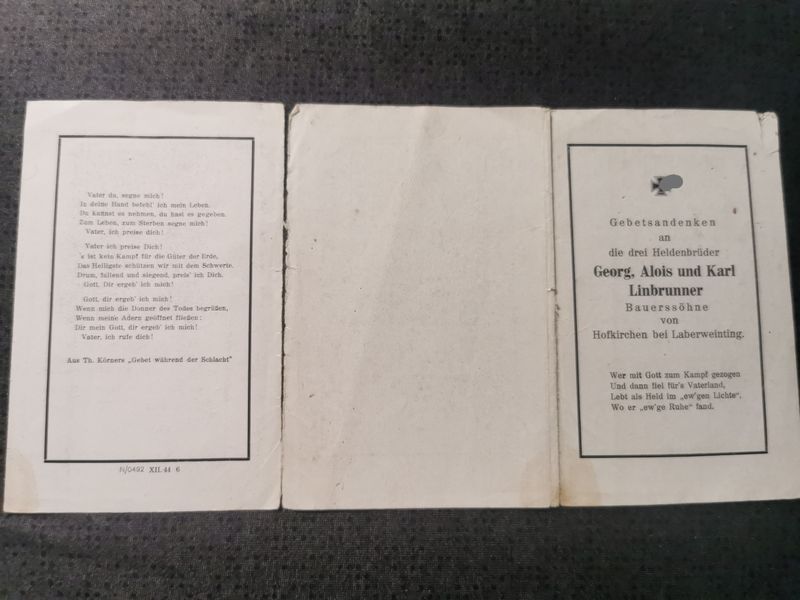 Vater du, segne mich!
In deine Hand befehl' ich mein Leben.
Du kannst es nehmen, du hast es gegeben.
Zum Leben, zum Sterben segne mich!
Vater, ich preise dich!
Vater ich preise Dich!
's ist kein Kampf für die Güter der Erde,
Das Heiligste schützen wir mit dem Schwerte.
Drum, fallend und siegend, preis' ich Dich.
Gott, Dir ergeb' ich mich!
Gott, dir ergeb' ich mich!
Wenn mich die Donner des Todes begrüßen,
Wenn meine Adern geöffnet fließen:
Dir mein Gott, dir ergeb' ich mich!
Vater, ich rufe dich!
Aus Th. Körners „Gebet während der Schlacht"
N/0492 XII. 44 6
Gebetsandenken
an
die drei Heldenbrüder
Georg, Alois und Karl
Linbrunner
Bauerssöhne
von
Hofkirchen bei Laberweinting.
Wer mit Gott zum Kampf gezogen
Und dann fiel für's Vaterland,
Lebt als Held im „ew'gen Lichte",
Wo er „ew'ge Ruhe" fand.